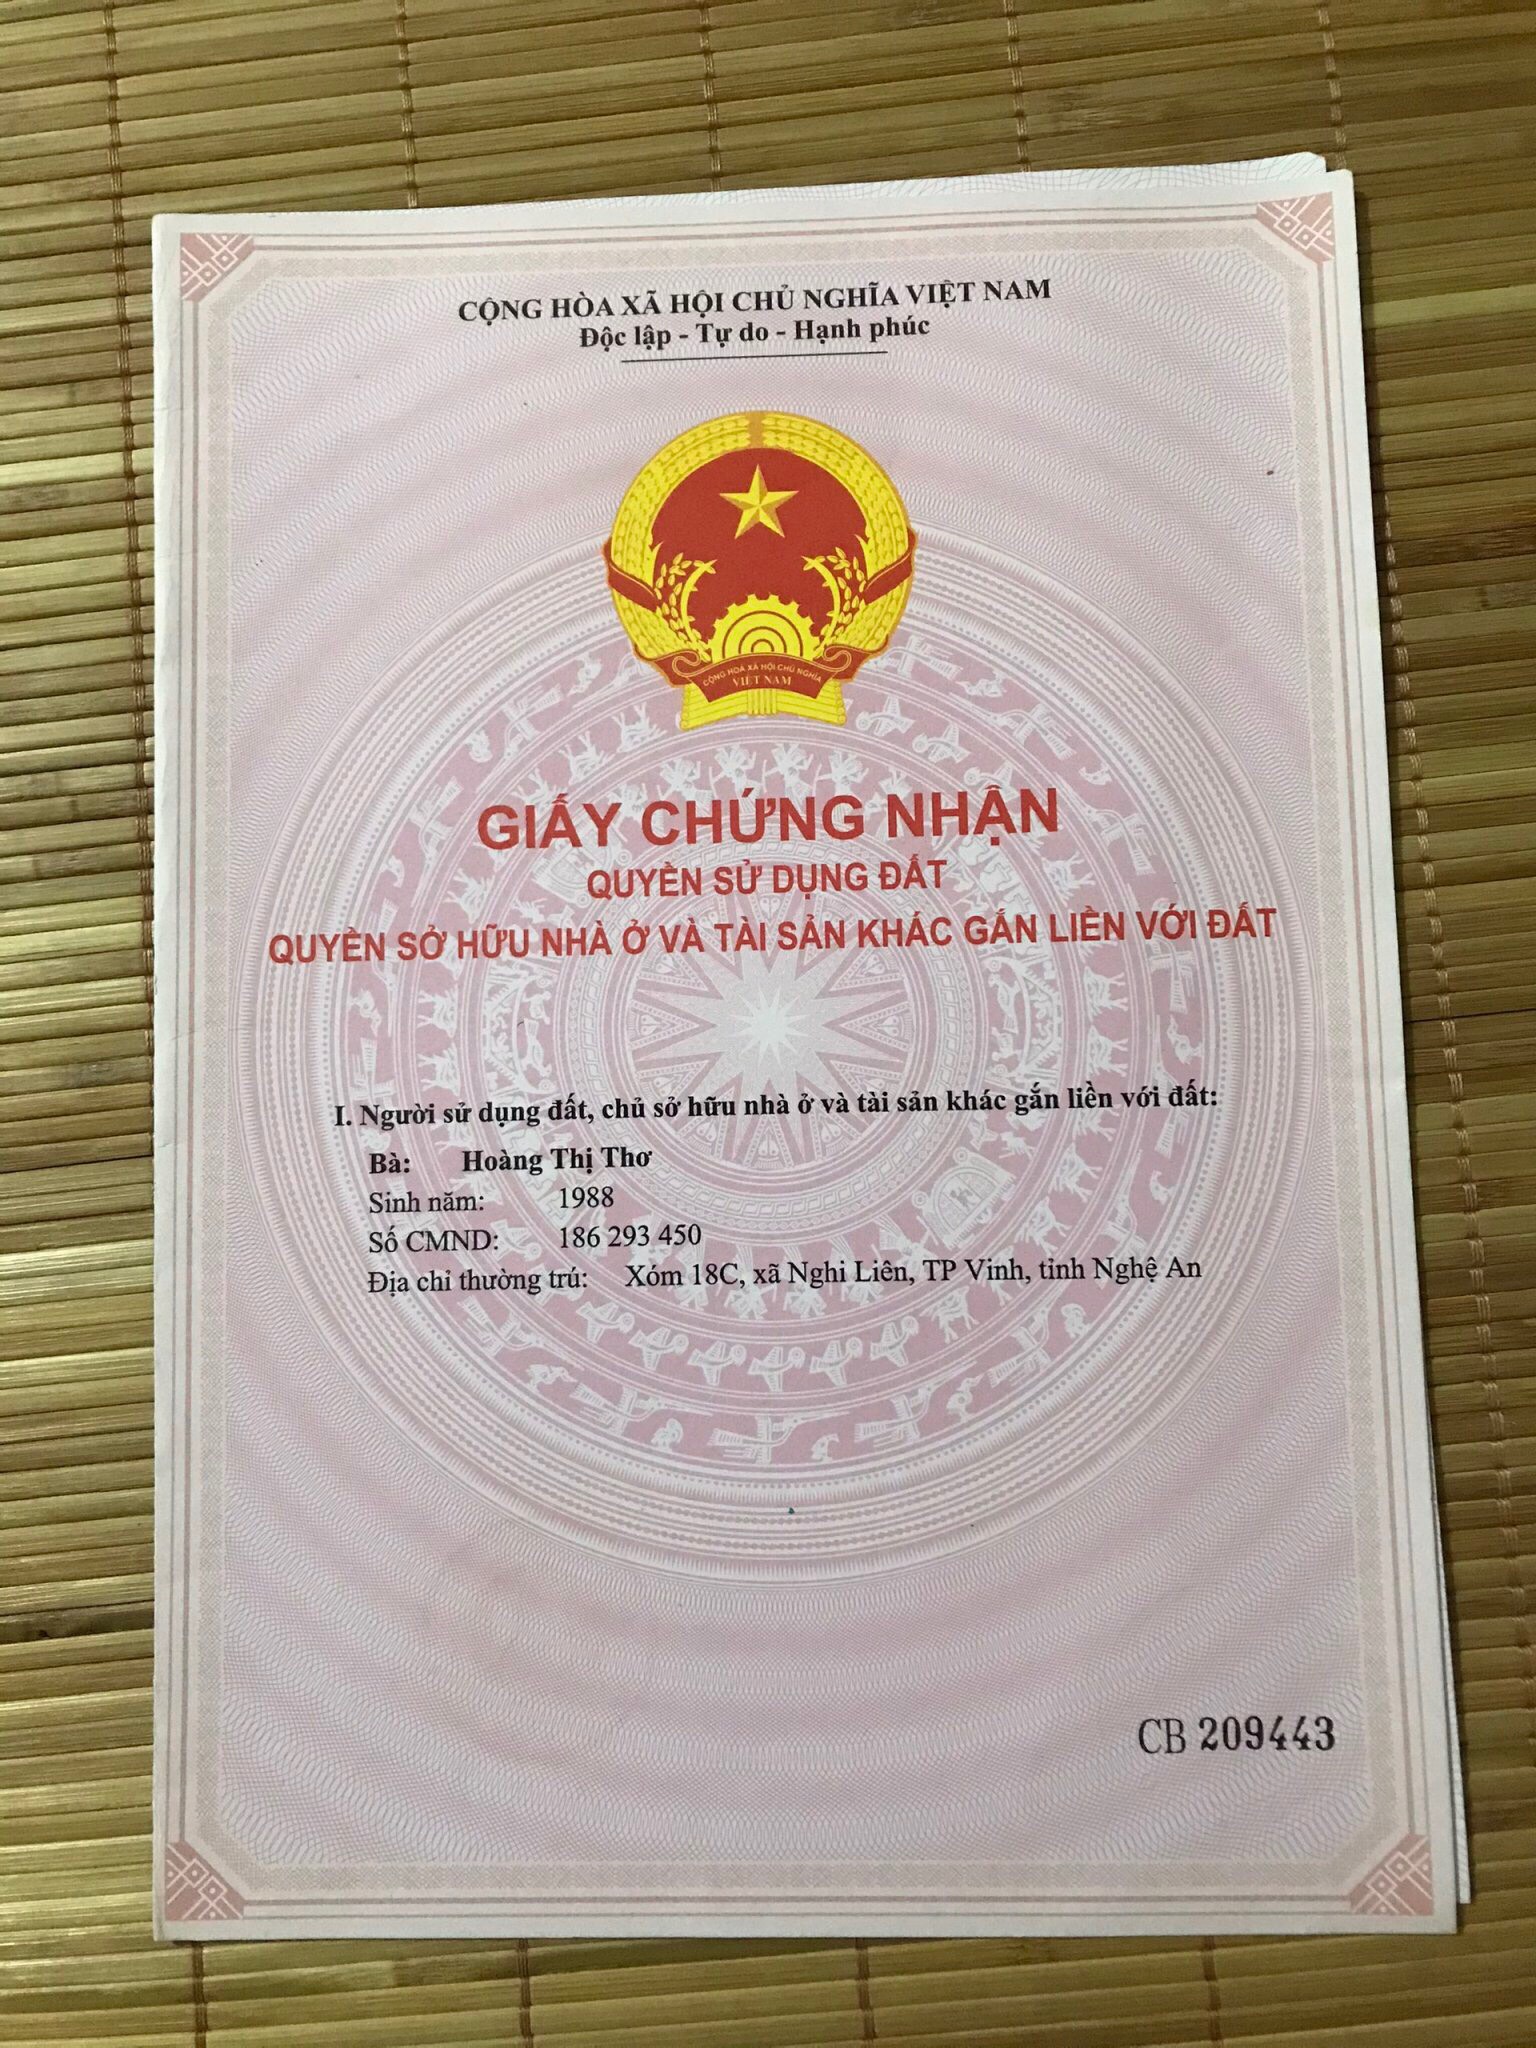 CỘNG HÒA XÃ HỘI CHỦ NGHĨA VIỆT NAM
Độc lập - Tự do - Hạnh phúc
CỘNG HOÀ XÃ HỘI CHỦ NGHĨA
VIỆT NAM
GIẤY CHỨNG NHẬN
QUYỀN SỬ DỤNG ĐẤT
QUYỀN SỞ HỮU NHÀ Ở VÀ TÀI SẢN KHÁC GẮN LIỀN VỚI ĐẤT
I. Người sử dụng đất, chủ sở hữu nhà ở và tài sản khác gắn liền với đất:
Bà: Hoàng Thị Thơ
Sinh năm: 1988
Số CMND: 186 293 450
Địa chỉ thường trú: Xóm 18C, xã Nghi Liên, TP Vinh, tỉnh Nghệ An
CB 209443